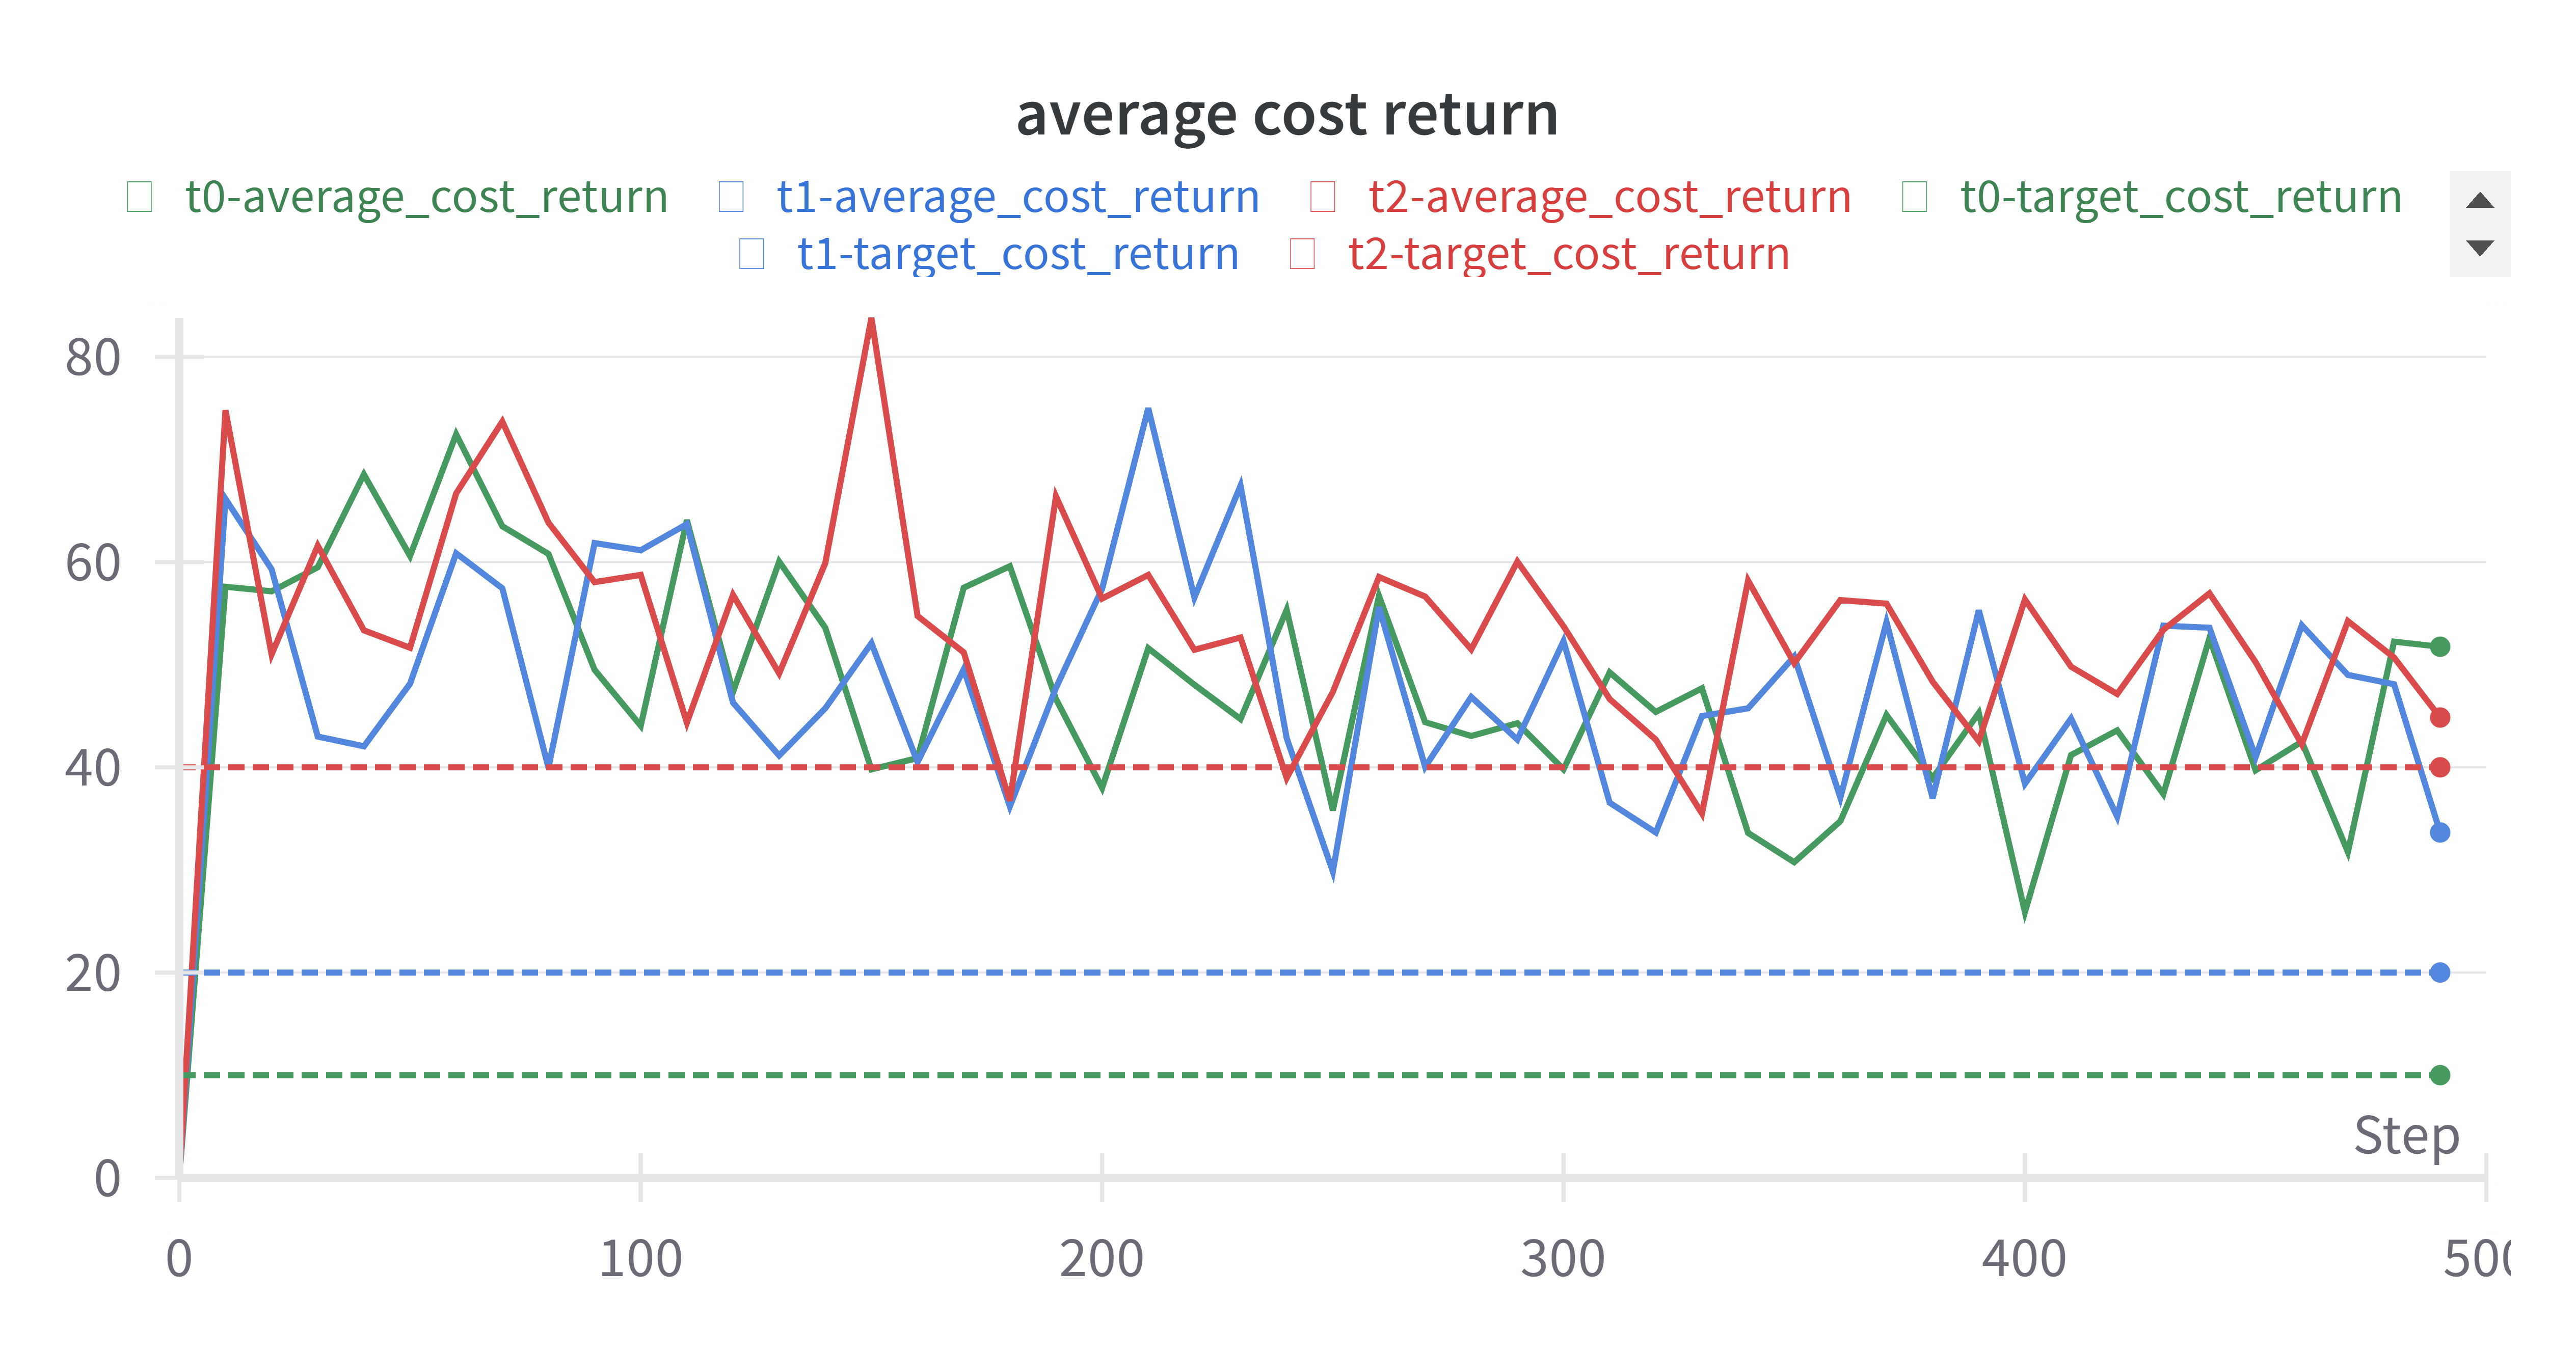 average cost return
t0-average_cost_return t1-average_cost_return t2-average_cost_return t0-target_cost_return
t1-target_cost_return t2-target_cost_return
80
60
40
20
0
Step
0 100 200 300 400 500